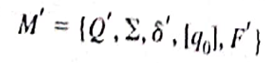 M′ = {Q′, Σ, δ′, [q₀], F′}